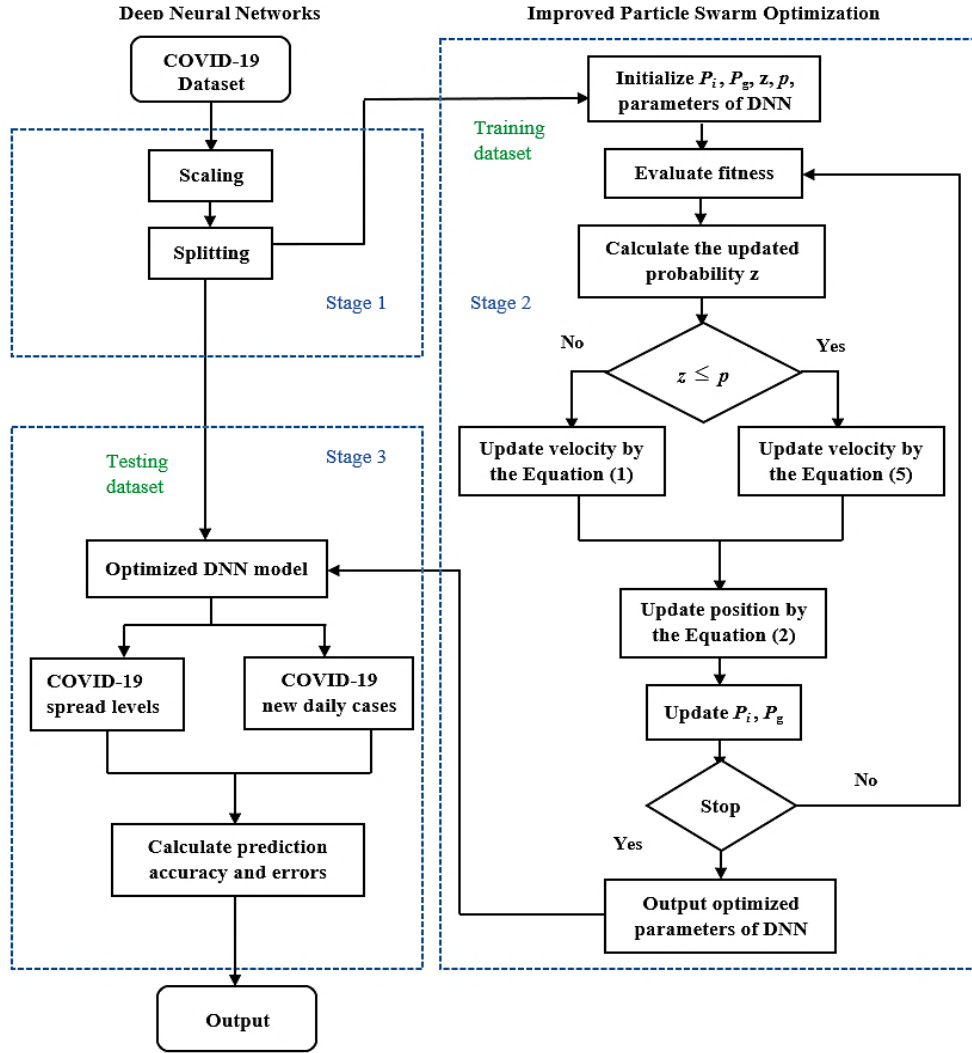 Deep Neural Networks
Improved Particle Swarm Optimization
COVID-19
Dataset
Scaling
Splitting
Stage 1
Training
dataset
Initialize P_i, P_g, z, p,
parameters of DNN
Evaluate fitness
Calculate the updated
probability z
Stage 2
No
Yes
z ≤ p
Update velocity by
the Equation (1)
Update velocity by
the Equation (5)
Update position by
the Equation (2)
Update P_i, P_g
No
Stop
Yes
Output optimized
parameters of DNN
Testing
dataset
Stage 3
Optimized DNN model
COVID-19
spread levels
COVID-19
new daily cases
Calculate prediction
accuracy and errors
Output